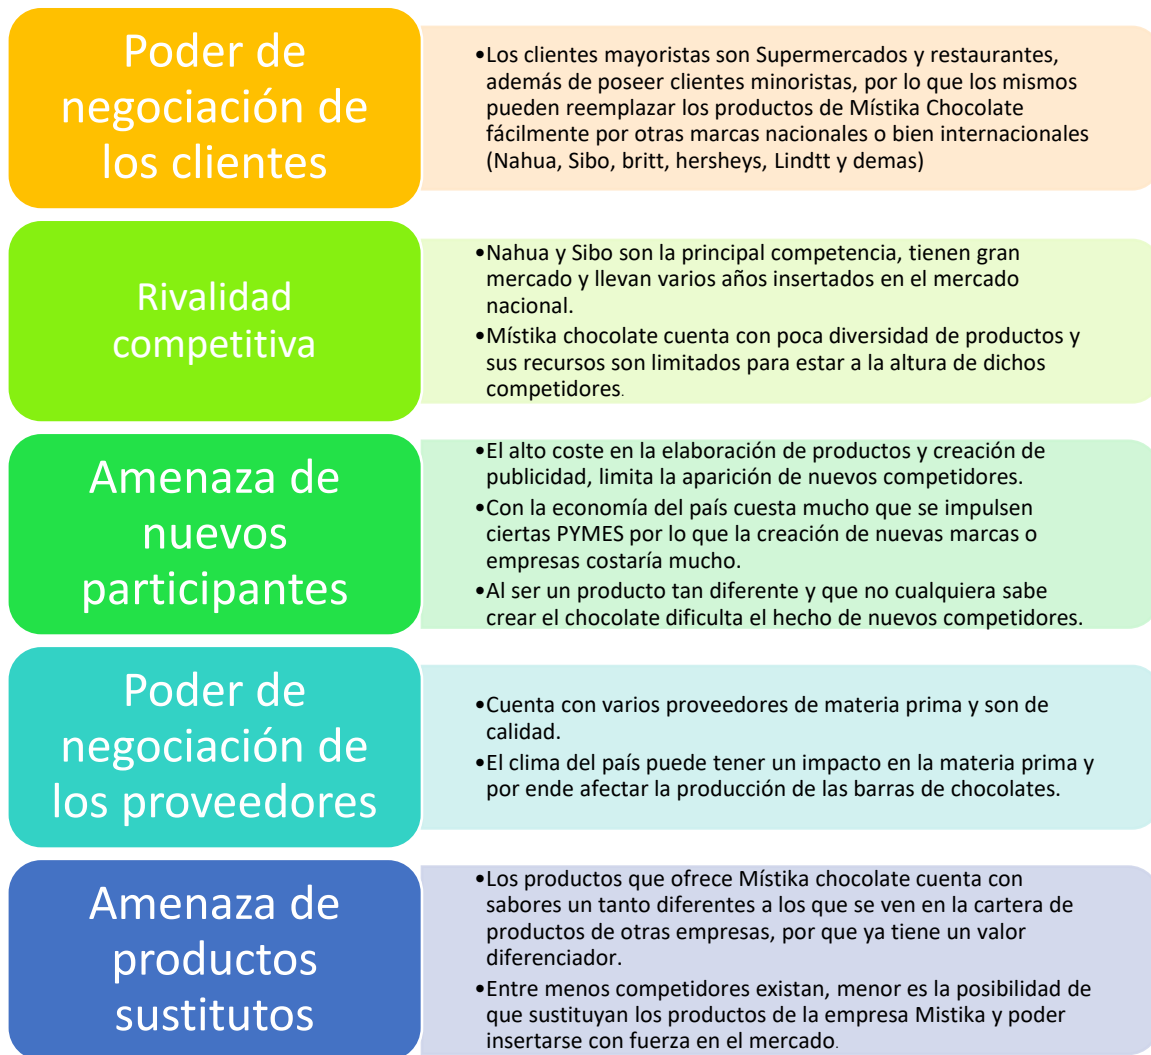 Poder de
negociación de
los clientes
•Los clientes mayoristas son Supermercados y restaurantes,
además de poseer clientes minoristas, por lo que los mismos
pueden reemplazar los productos de Místika Chocolate
fácilmente por otras marcas nacionales o bien internacionales
(Nahua, Sibo, britt, hersheys, Lindtt y demas)
Rivalidad
competitiva
•Nahua y Sibo son la principal competencia, tienen gran
mercado y llevan varios años insertados en el mercado
nacional.
•Místika chocolate cuenta con poca diversidad de productos y
sus recursos son limitados para estar a la altura de dichos
competidores.
Amenaza de
nuevos
participantes
•El alto coste en la elaboración de productos y creación de
publicidad, limita la aparición de nuevos competidores.
•Con la economía del país cuesta mucho que se impulsen
ciertas PYMES por lo que la creación de nuevas marcas o
empresas costaría mucho.
•Al ser un producto tan diferente y que no cualquiera sabe
crear el chocolate dificulta el hecho de nuevos competidores.
Poder de
negociación de
los proveedores
•Cuenta con varios proveedores de materia prima y son de
calidad.
•El clima del país puede tener un impacto en la materia prima y
por ende afectar la producción de las barras de chocolates.
Amenaza de
productos
sustitutos
•Los productos que ofrece Místika chocolate cuenta con
sabores un tanto diferentes a los que se ven en la cartera de
productos de otras empresas, por que ya tiene un valor
diferenciador.
•Entre menos competidores existan, menor es la posibilidad de
que sustituyan los productos de la empresa Mistika y poder
insertarse con fuerza en el mercado.